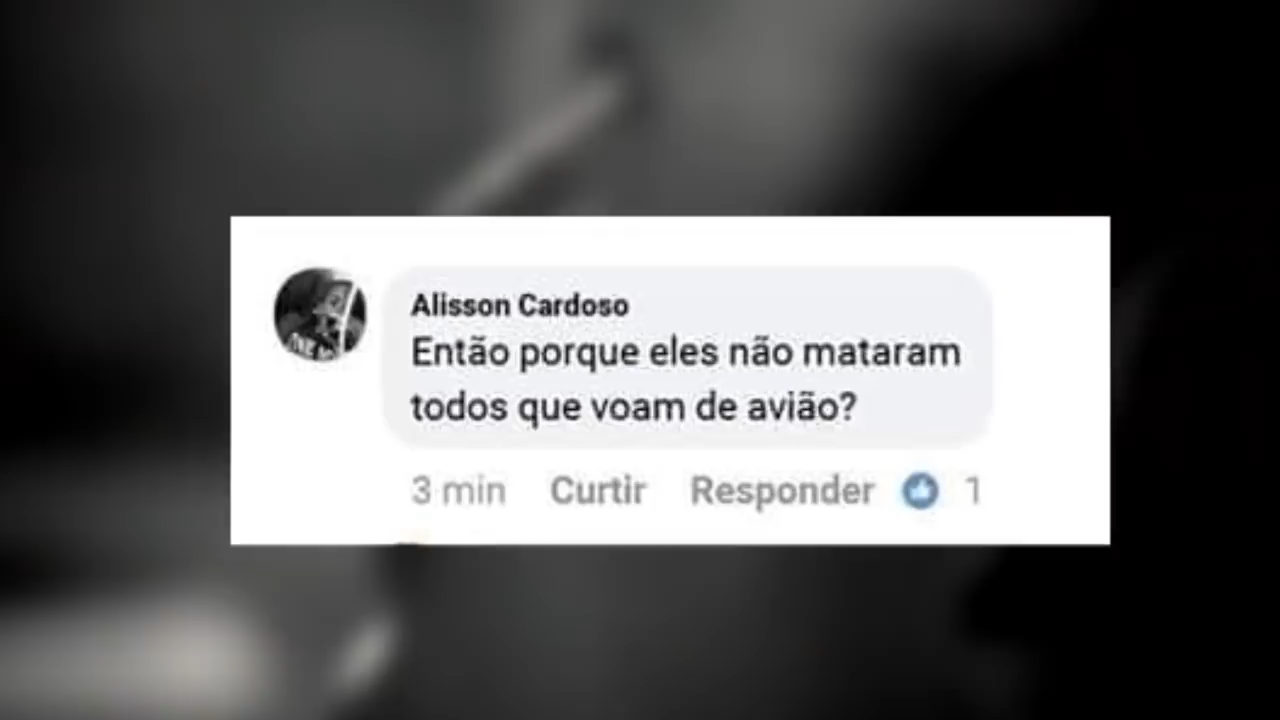 Alisson Cardoso
Então porque eles não mataram
todos que voam de avião?
3 min Curtir Responder 1